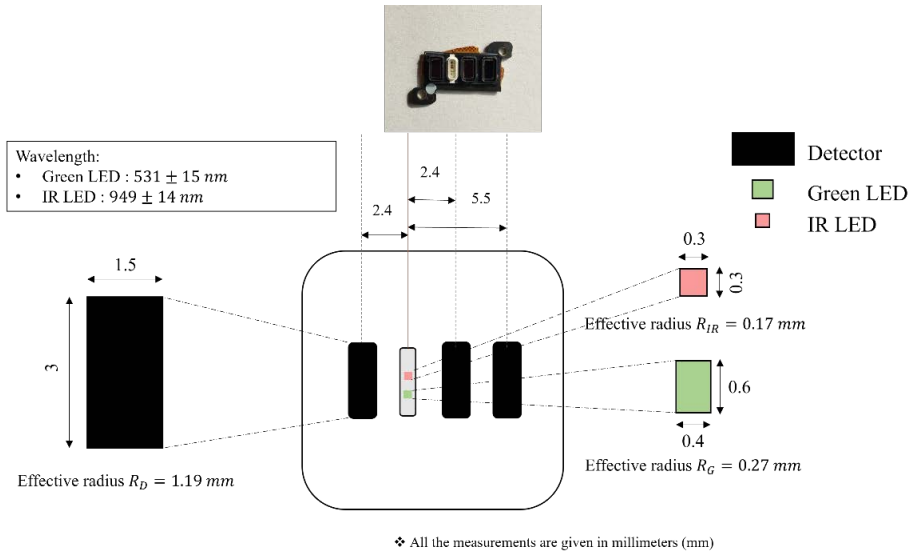 Wavelength:
• Green LED : 531 ± 15 nm
• IR LED : 949 ± 14 nm
2.4
5.5
2.4
Detector
Green LED
IR LED
1.5
3
Effective radius R_D = 1.19 mm
0.3
0.3
Effective radius R_IR = 0.17 mm
0.6
0.4
Effective radius R_G = 0.27 mm
❖ All the measurements are given in millimeters (mm)